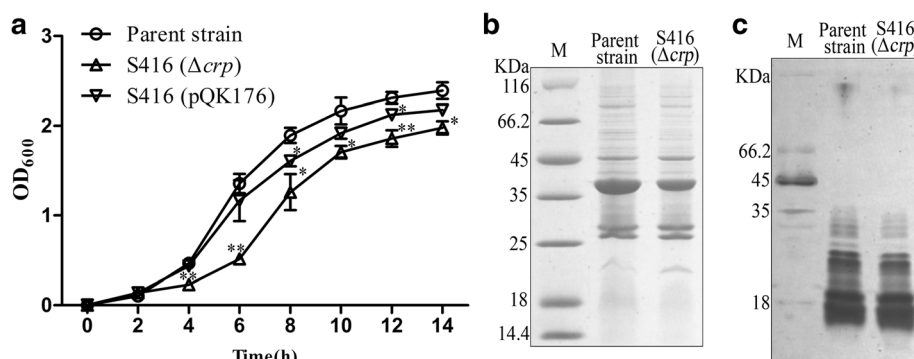 a
Parent strain
S416 (Δcrp)
S416 (pQK176)
OD600
3
2
1
0
0 2 4 6 8 10 12 14
Time(h)
** ** * * * * ** *
b
M Parent strain S416 (Δcrp)
KDa
116
66.2
45
35
25
18
14.4
c
M Parent strain S416 (Δcrp)
KDa
66.2
45
35
18